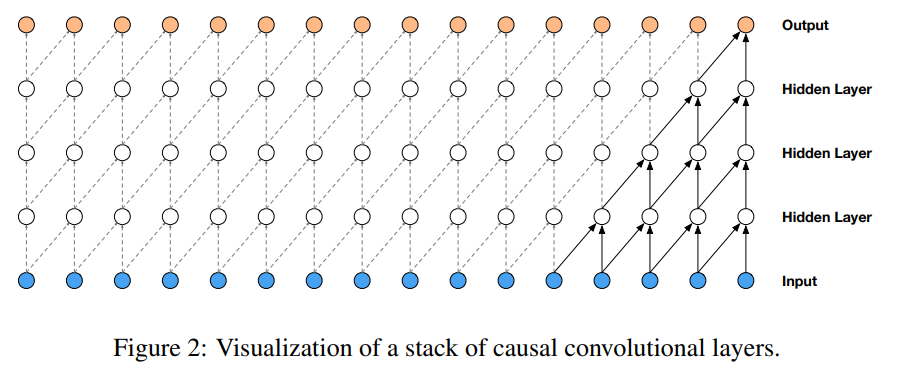 Output
Hidden Layer
Hidden Layer
Hidden Layer
Input
Figure 2: Visualization of a stack of causal convolutional layers.